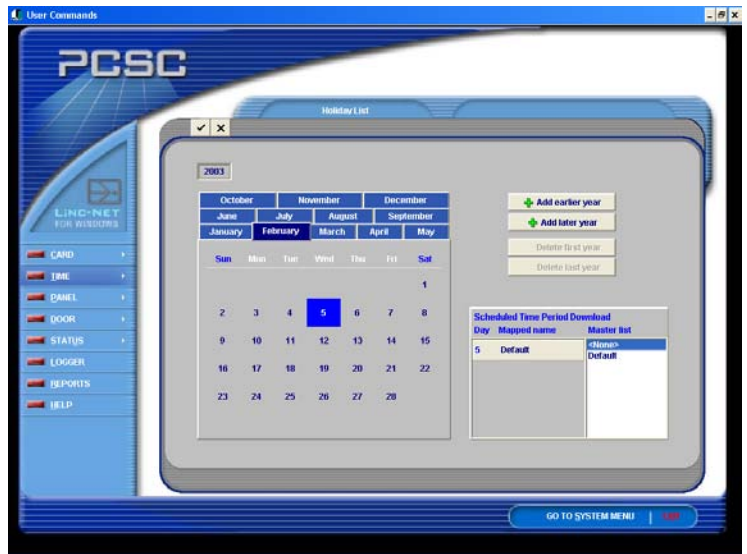 User Commands
PCSC
Holiday List
2003
October November December
June July August September
January February March April May
Sun Mon Tue Wed Thu Fri Sat
1
2 3 4 5 6 7 8
9 10 11 12 13 14 15
16 17 18 19 20 21 22
23 24 25 26 27 28
Add earlier year
Add later year
Delete first year
Delete last year
Scheduled Time Period Download
Day Mapped name Master list
5 Default <None>
Default
LINC-NET
FOR WINDOWS
CARD
TIME
PANEL
DOOR
STATUS
LOGGER
REPORTS
HELP
GO TO SYSTEM MENU |